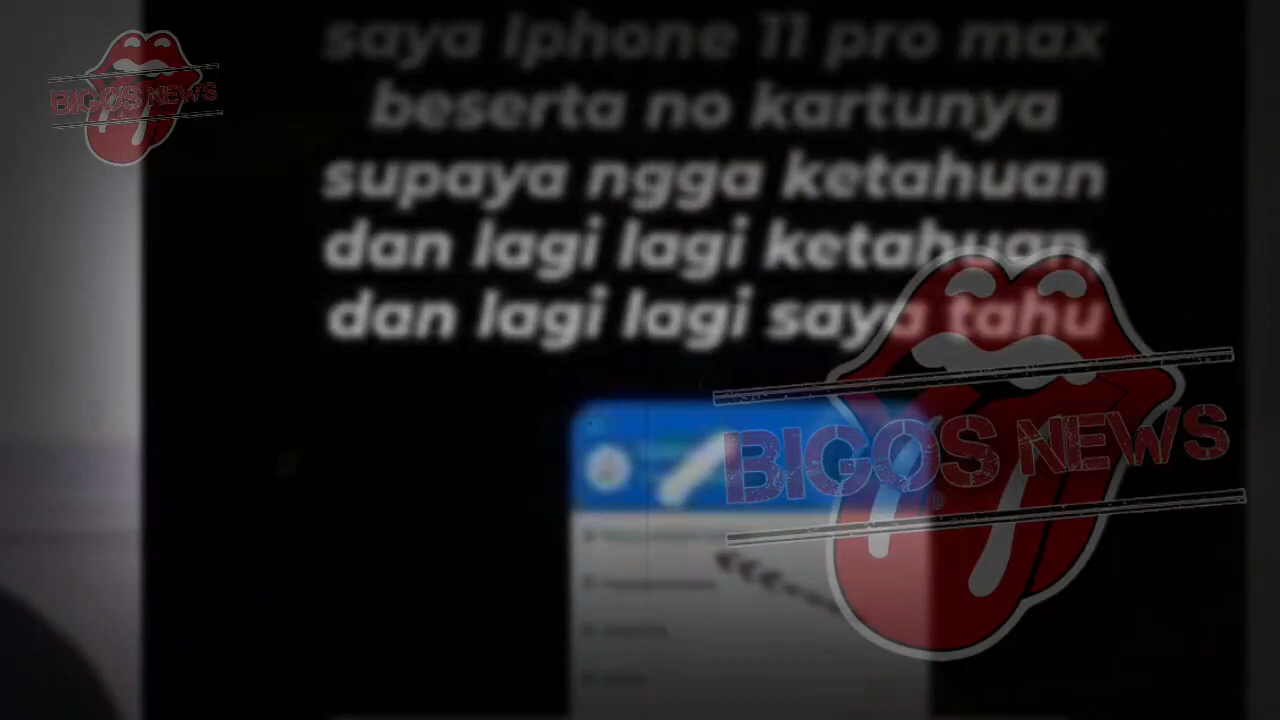 saya Iphone 11 pro max
BIGOS NEWS
beserta no kartunya
supaya ngga ketahuan
dan lagi lagi ketahuan,
dan lagi lagi saya tahu
BIGOS NEWS